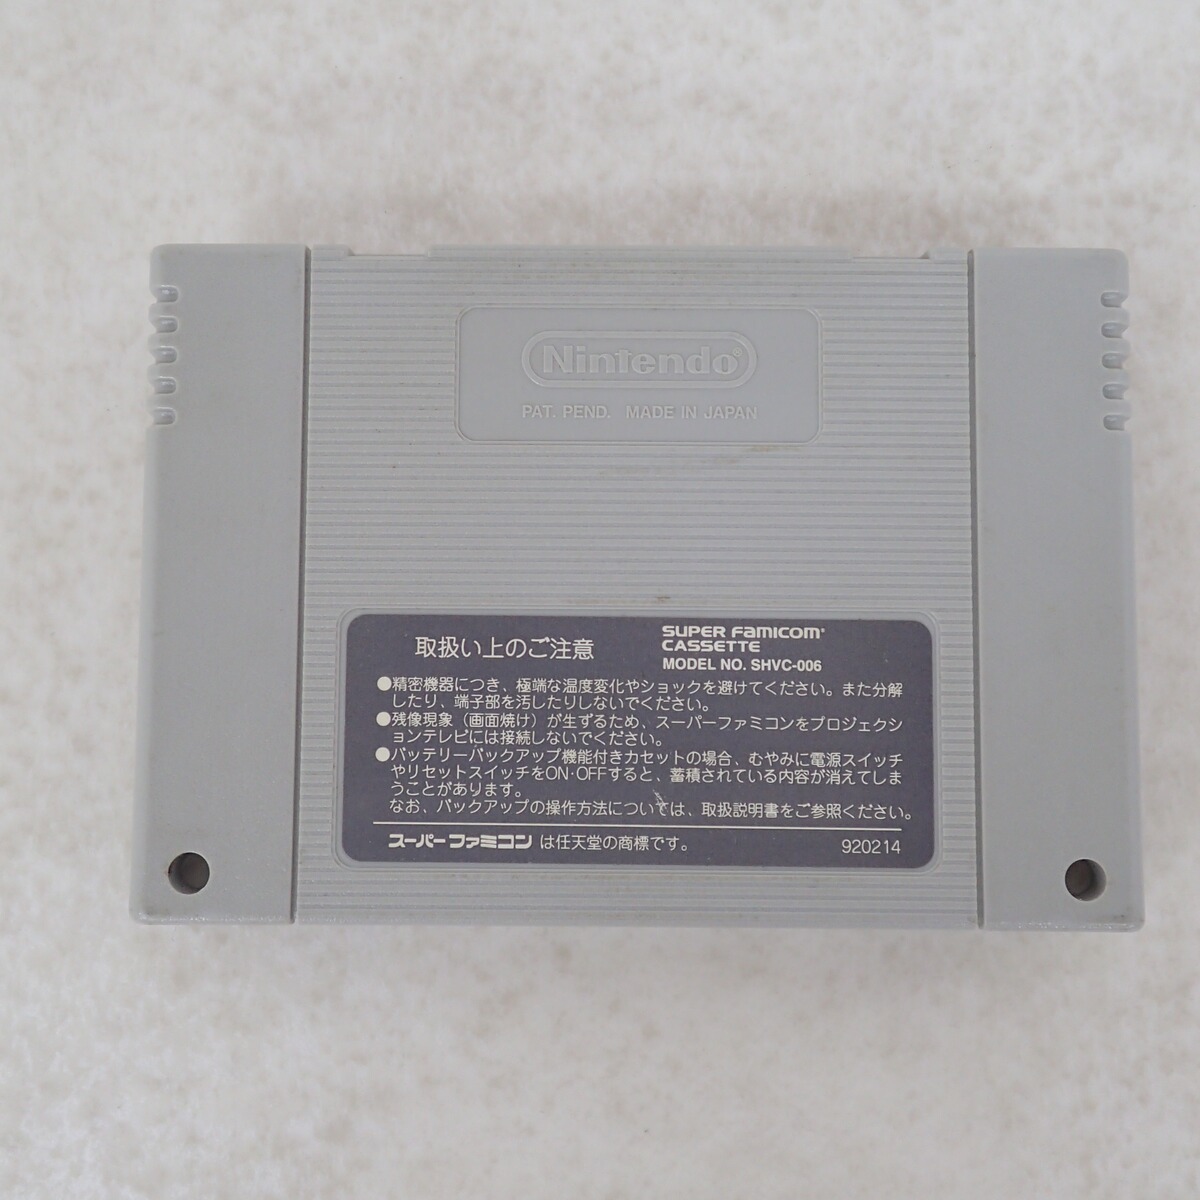 Nintendo®
PAT. PEND. MADE IN JAPAN
取扱い上のご注意
SUPER FAMICOM®
CASSETTE
MODEL NO. SHVC-006
●精密機器につき、極端な温度変化やショックを避けてください。また分解
したり、端子部を汚したりしないでください。
●残像現象(画面焼け)が生ずるため、スーパーファミコンをプロジェクシ
ョンテレビには接続しないでください。
●バッテリーバックアップ機能付きカセットの場合、むやみに電源スイッチ
やリセットスイッチをON·OFFすると、蓄積されている内容が消えてしま
うことがあります。
なお、バックアップの操作方法については、取扱説明書をご参照ください。
スーパーファミコン は任天堂の商標です。
920214